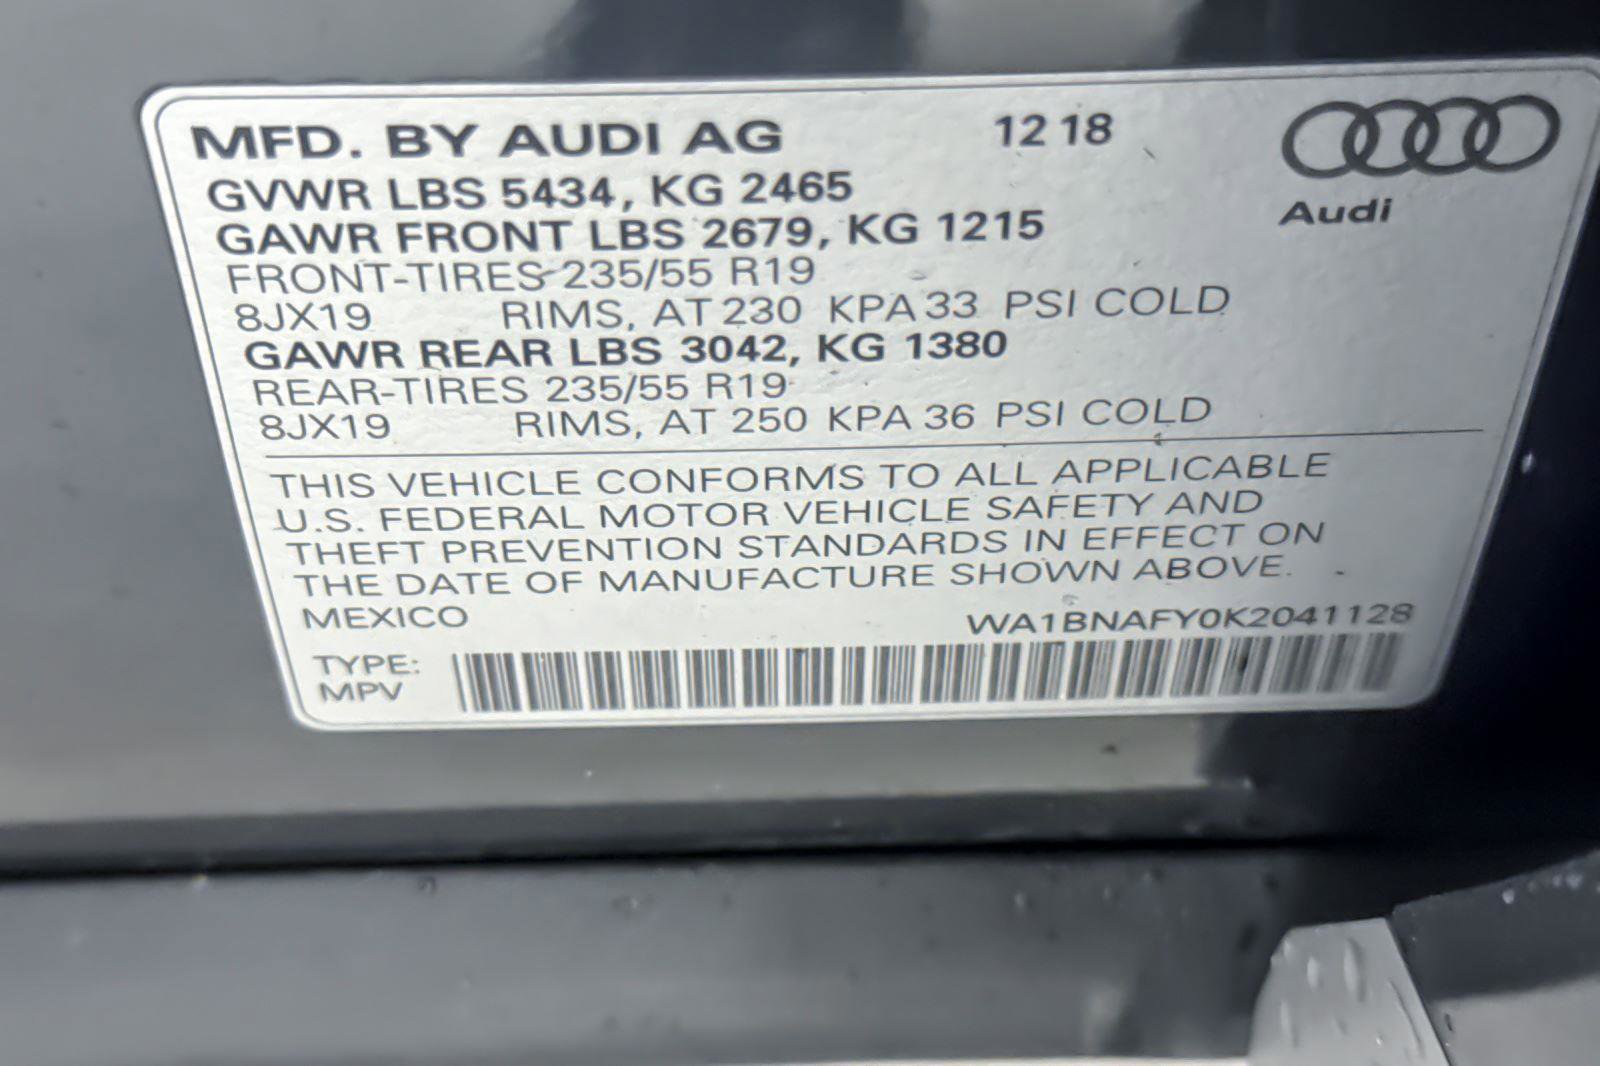 MFD. BY AUDI AG 12 18
Audi
GVWR LBS 5434, KG 2465
GAWR FRONT LBS 2679, KG 1215
FRONT-TIRES 235/55 R19
8JX19 RIMS, AT 230 KPA 33 PSI COLD
GAWR REAR LBS 3042, KG 1380
REAR-TIRES 235/55 R19
8JX19 RIMS, AT 250 KPA 36 PSI COLD
THIS VEHICLE CONFORMS TO ALL APPLICABLE
U.S. FEDERAL MOTOR VEHICLE SAFETY AND
THEFT PREVENTION STANDARDS IN EFFECT ON
THE DATE OF MANUFACTURE SHOWN ABOVE.
MEXICO WA1BNAFY0K2041128
TYPE:
MPV